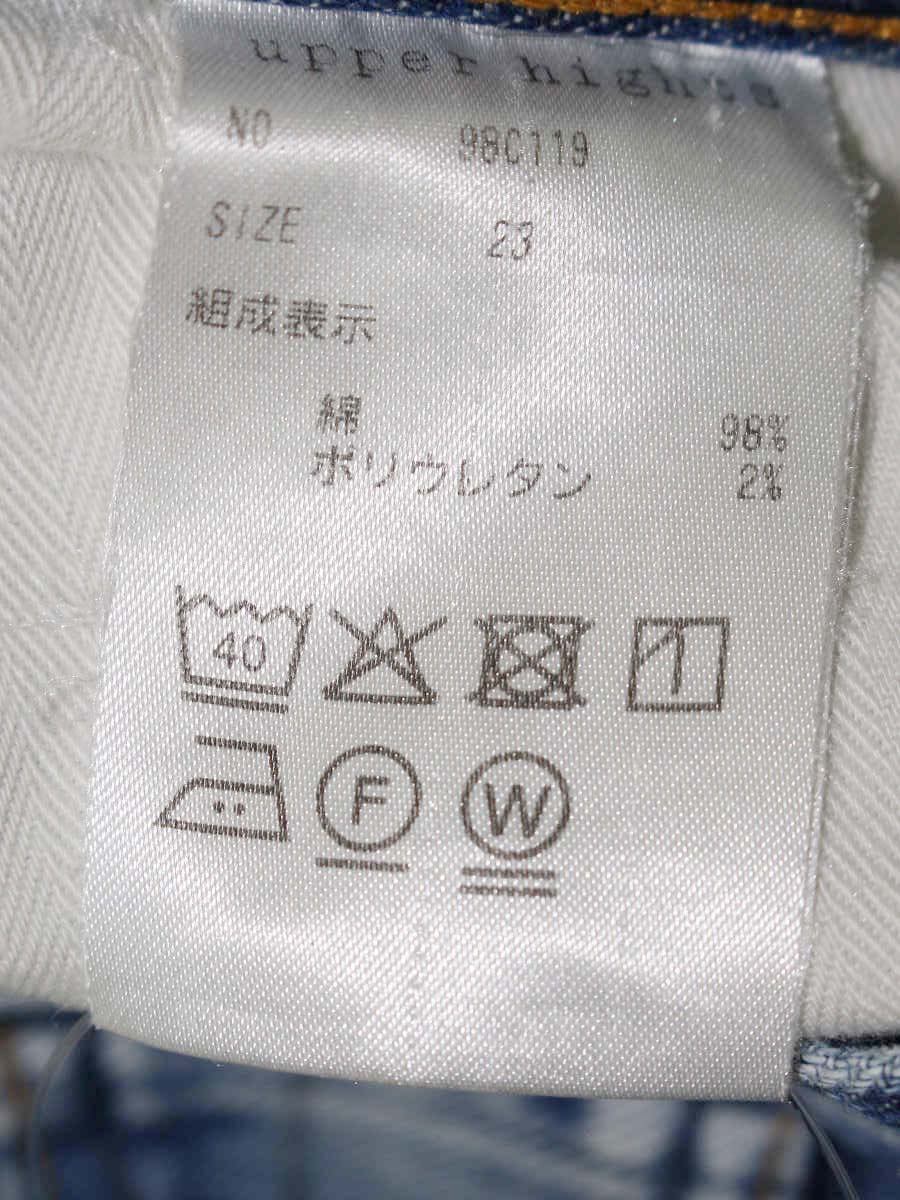 upper hights
NO 98C119
SIZE 23
組成表示
綿 98%
ポリウレタン 2%
40
F
W